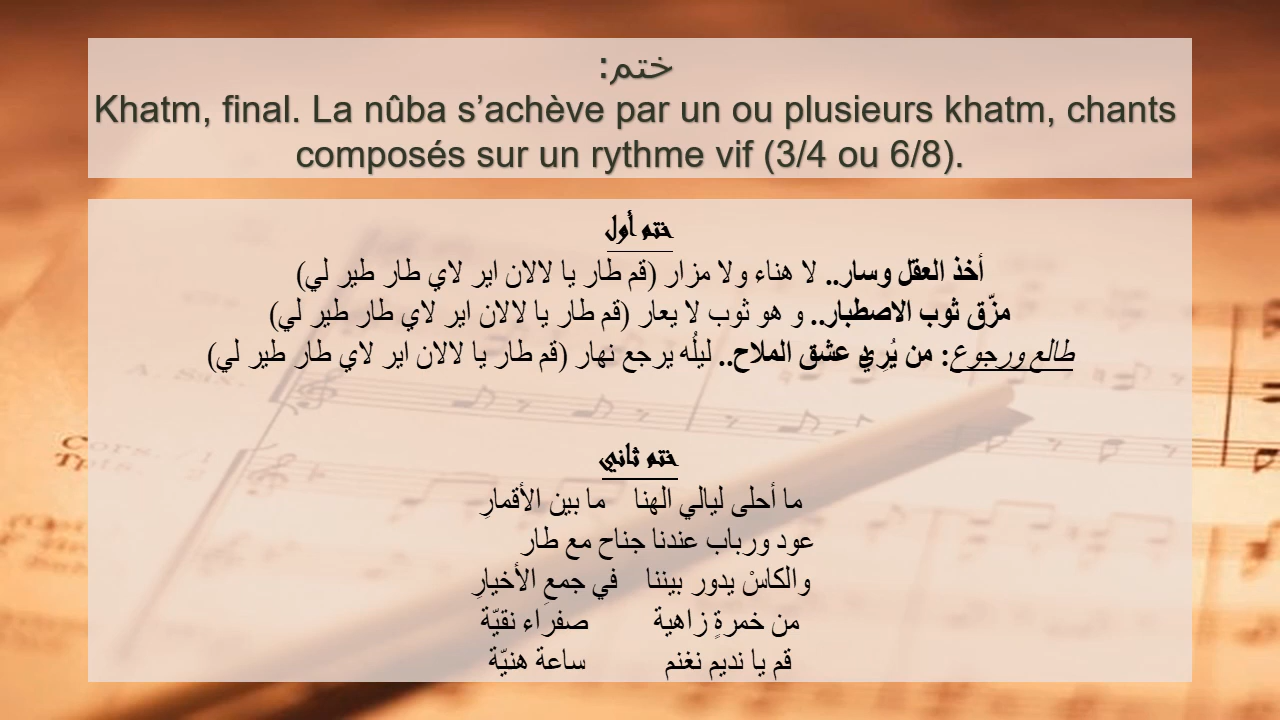 ختم:
Khatm, final. La nûba s’achève par un ou plusieurs khatm, chants
composés sur un rythme vif (3/4 ou 6/8).
ختم أول
أخذ العقل وسار.. لا هناء ولا مزار (قم طار يا لالان اير لاي طار طير لي)
مزّق ثوب الاصطبار.. و هو ثوب لا يعار (قم طار يا لالان اير لاي طار طير لي)
طالع ورجوع: من يُرِيد عشق الملاح.. ليلُه يرجع نهار (قم طار يا لالان اير لاي طار طير لي)
ختم ثاني
ما أحلى ليالي الهنا ما بين الأقمارِ
عود ورباب عندنا جناح مع طار
والكاسْ يدور بيننا في جمعِ الأخيارِ
من خمرةٍ زاهية صفراء نقيّة
قم يا نديم نغنم ساعة هنيّة
A. Sax.
Cors.
Tpts.